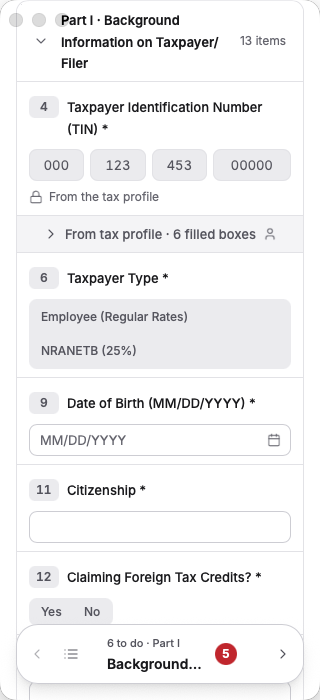 Part I · Background
Information on Taxpayer/
Filer
13 items
4
Taxpayer Identification Number
(TIN) *
000
123
453
00000
From the tax profile
From tax profile · 6 filled boxes
6
Taxpayer Type *
Employee (Regular Rates)
NRANETB (25%)
9
Date of Birth (MM/DD/YYYY) *
MM/DD/YYYY
11
Citizenship *
12
Claiming Foreign Tax Credits? *
Yes
No
6 to do · Part I
Background...
5